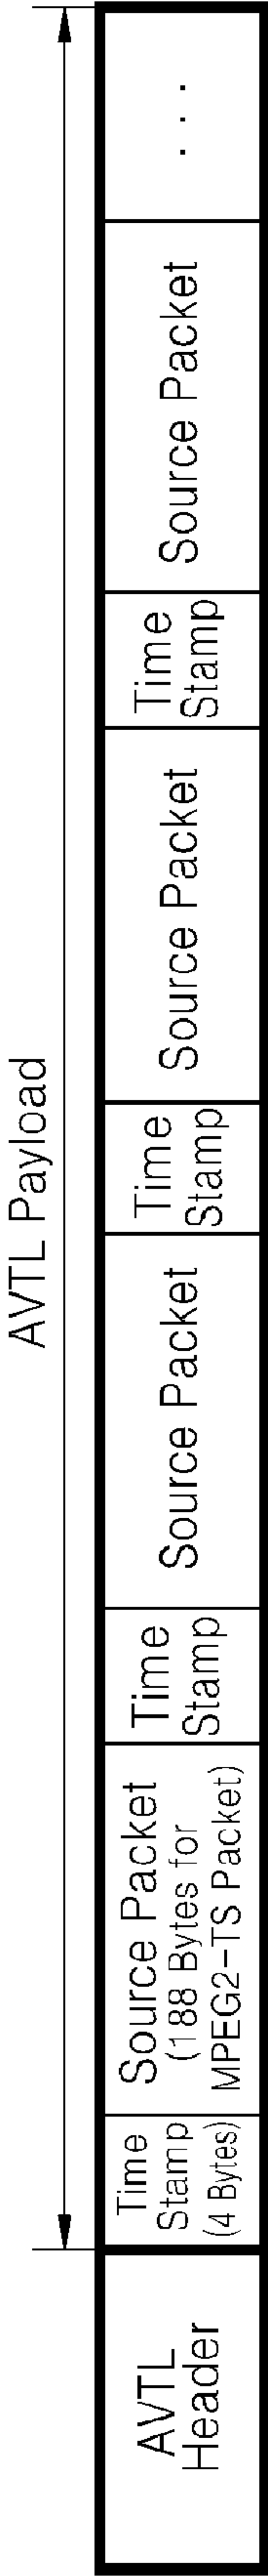 AVTL Payload
AVTL
Header
Time
Stamp
(4 Bytes)
Source Packet
(188 Bytes for
MPEG2-TS Packet)
Time
Stamp
Source Packet
Time
Stamp
Source Packet
Time
Stamp
Source Packet
. . .